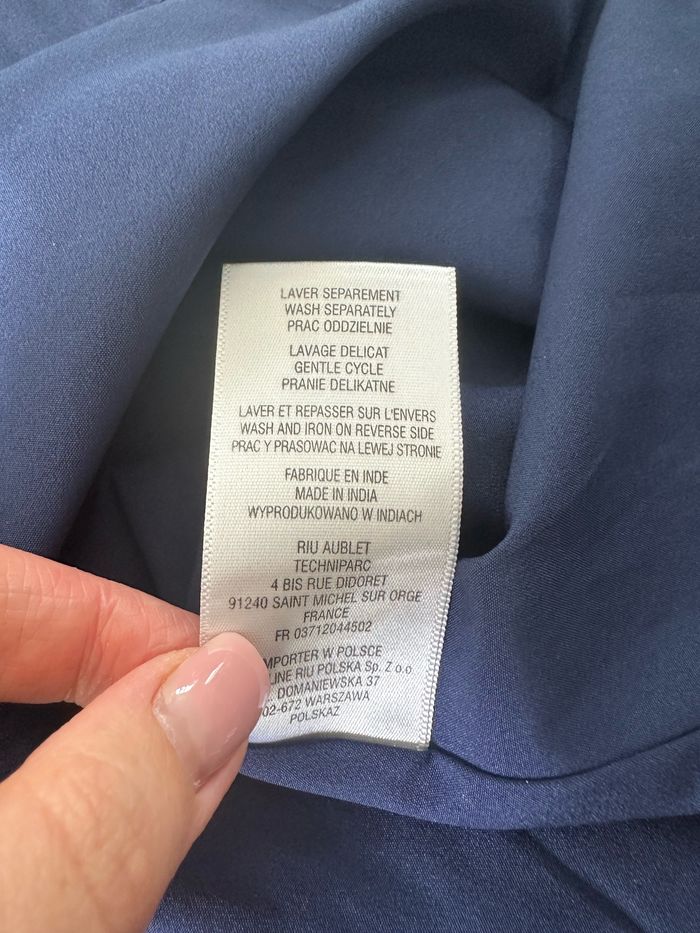 LAVER SEPAREMENT
WASH SEPARATELY
PRAC ODDZIELNIE
LAVAGE DELICAT
GENTLE CYCLE
PRANIE DELIKATNE
LAVER ET REPASSER SUR L'ENVERS
WASH AND IRON ON REVERSE SIDE
PRAC Y PRASOWAC NA LEWEJ STRONIE
FABRIQUE EN INDE
MADE IN INDIA
WYPRODUKOWANO W INDIACH
RIU AUBLET
TECHNIPARC
4 BIS RUE DIDORET
91240 SAINT MICHEL SUR ORGE
FRANCE
FR 03712044502
MPORTER W POLSCE
LINE RIU POLSKA Sp. Z o.o
DOMANIEWSKA 37
02-672 WARSZAWA
POLSKAZ